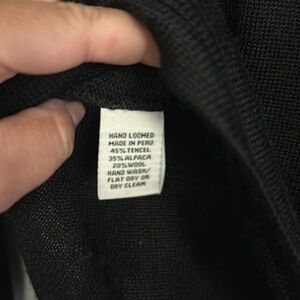 HAND LOOMED
MADE IN PERU
45% TENCEL
35% ALPACA
20% WOOL
HAND WASH/
FLAT DRY OR
DRY CLEAN